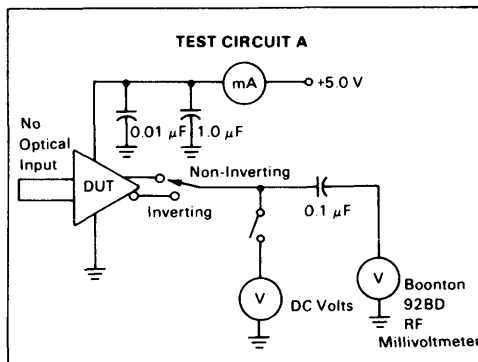 TEST CIRCUIT A
mA
+5.0 V
0.01 μF
1.0 μF
No
Optical
Input
DUT
Non-Inverting
Inverting
0.1 μF
V
DC Volts
V
Boonton
92BD
RF
Millivoltmeter